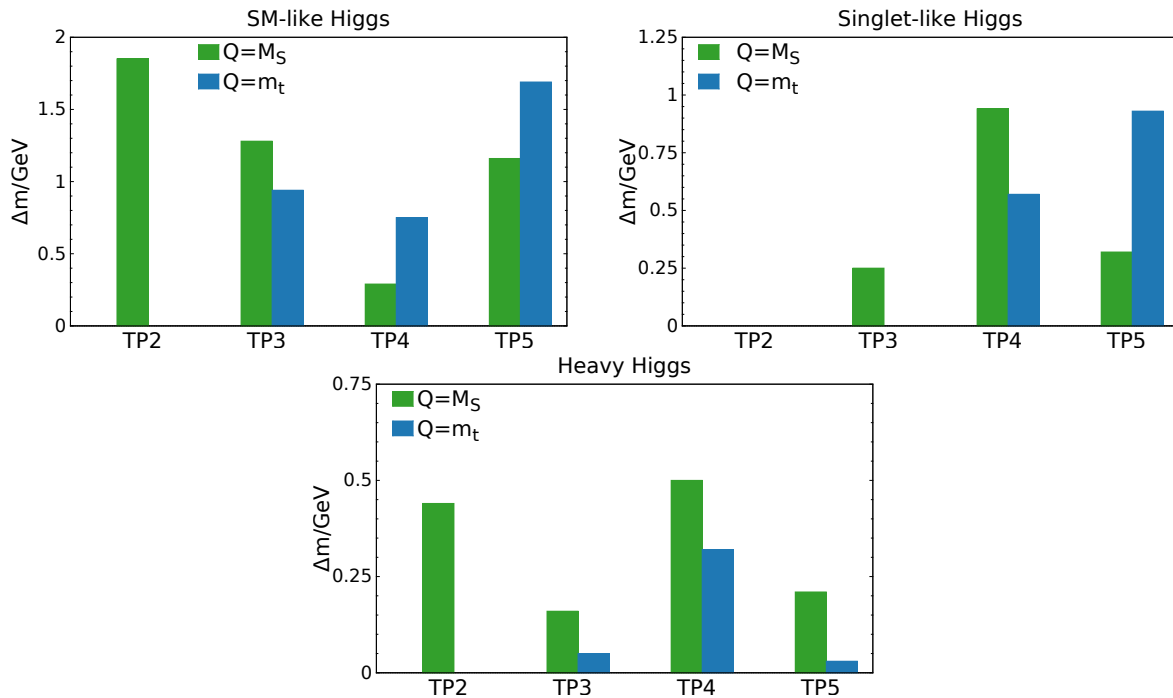 SM-like Higgs
Δm/GeV
2
1.5
1
0.5
0
Q=M_S
Q=m_t
TP2 TP3 TP4 TP5
Singlet-like Higgs
Δm/GeV
1.25
1
0.75
0.5
0.25
0
Q=M_S
Q=m_t
TP2 TP3 TP4 TP5
Heavy Higgs
Δm/GeV
0.75
0.5
0.25
0
Q=M_S
Q=m_t
TP2 TP3 TP4 TP5